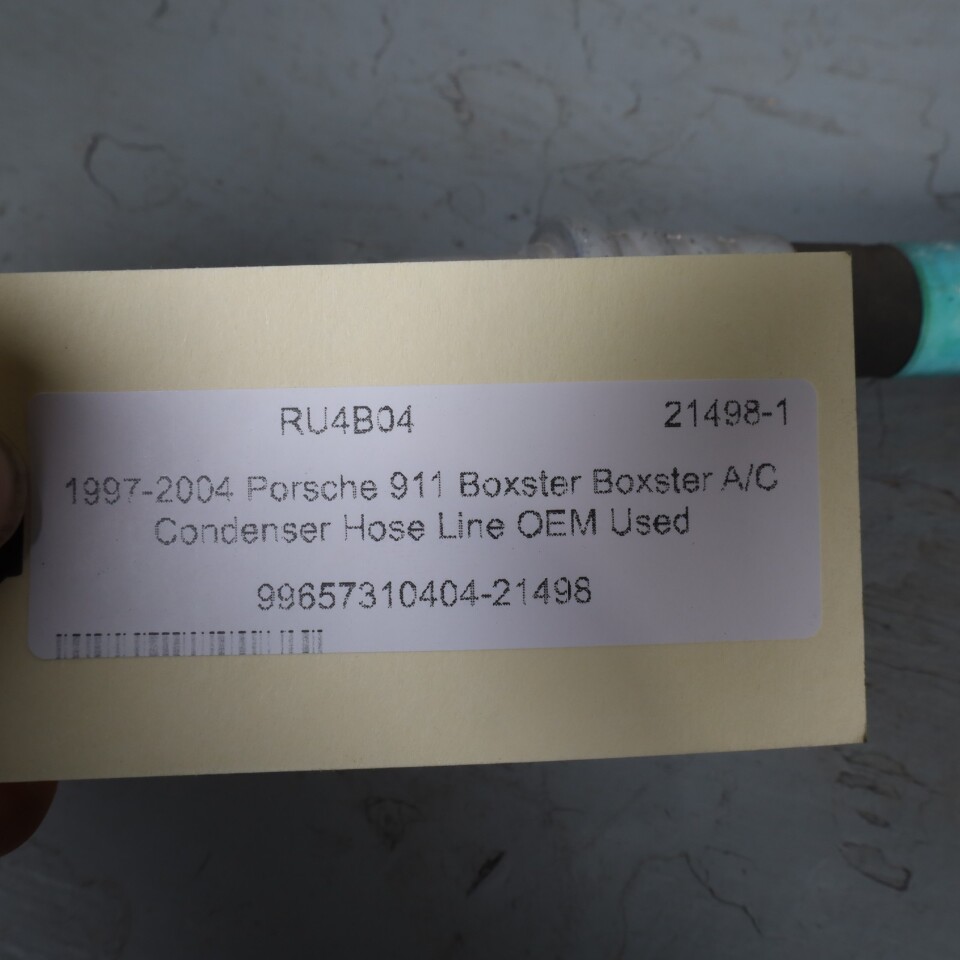 RU4B04 21498-1
1997-2004 Porsche 911 Boxster Boxster A/C
Condenser Hose Line OEM Used
99657310404-21498